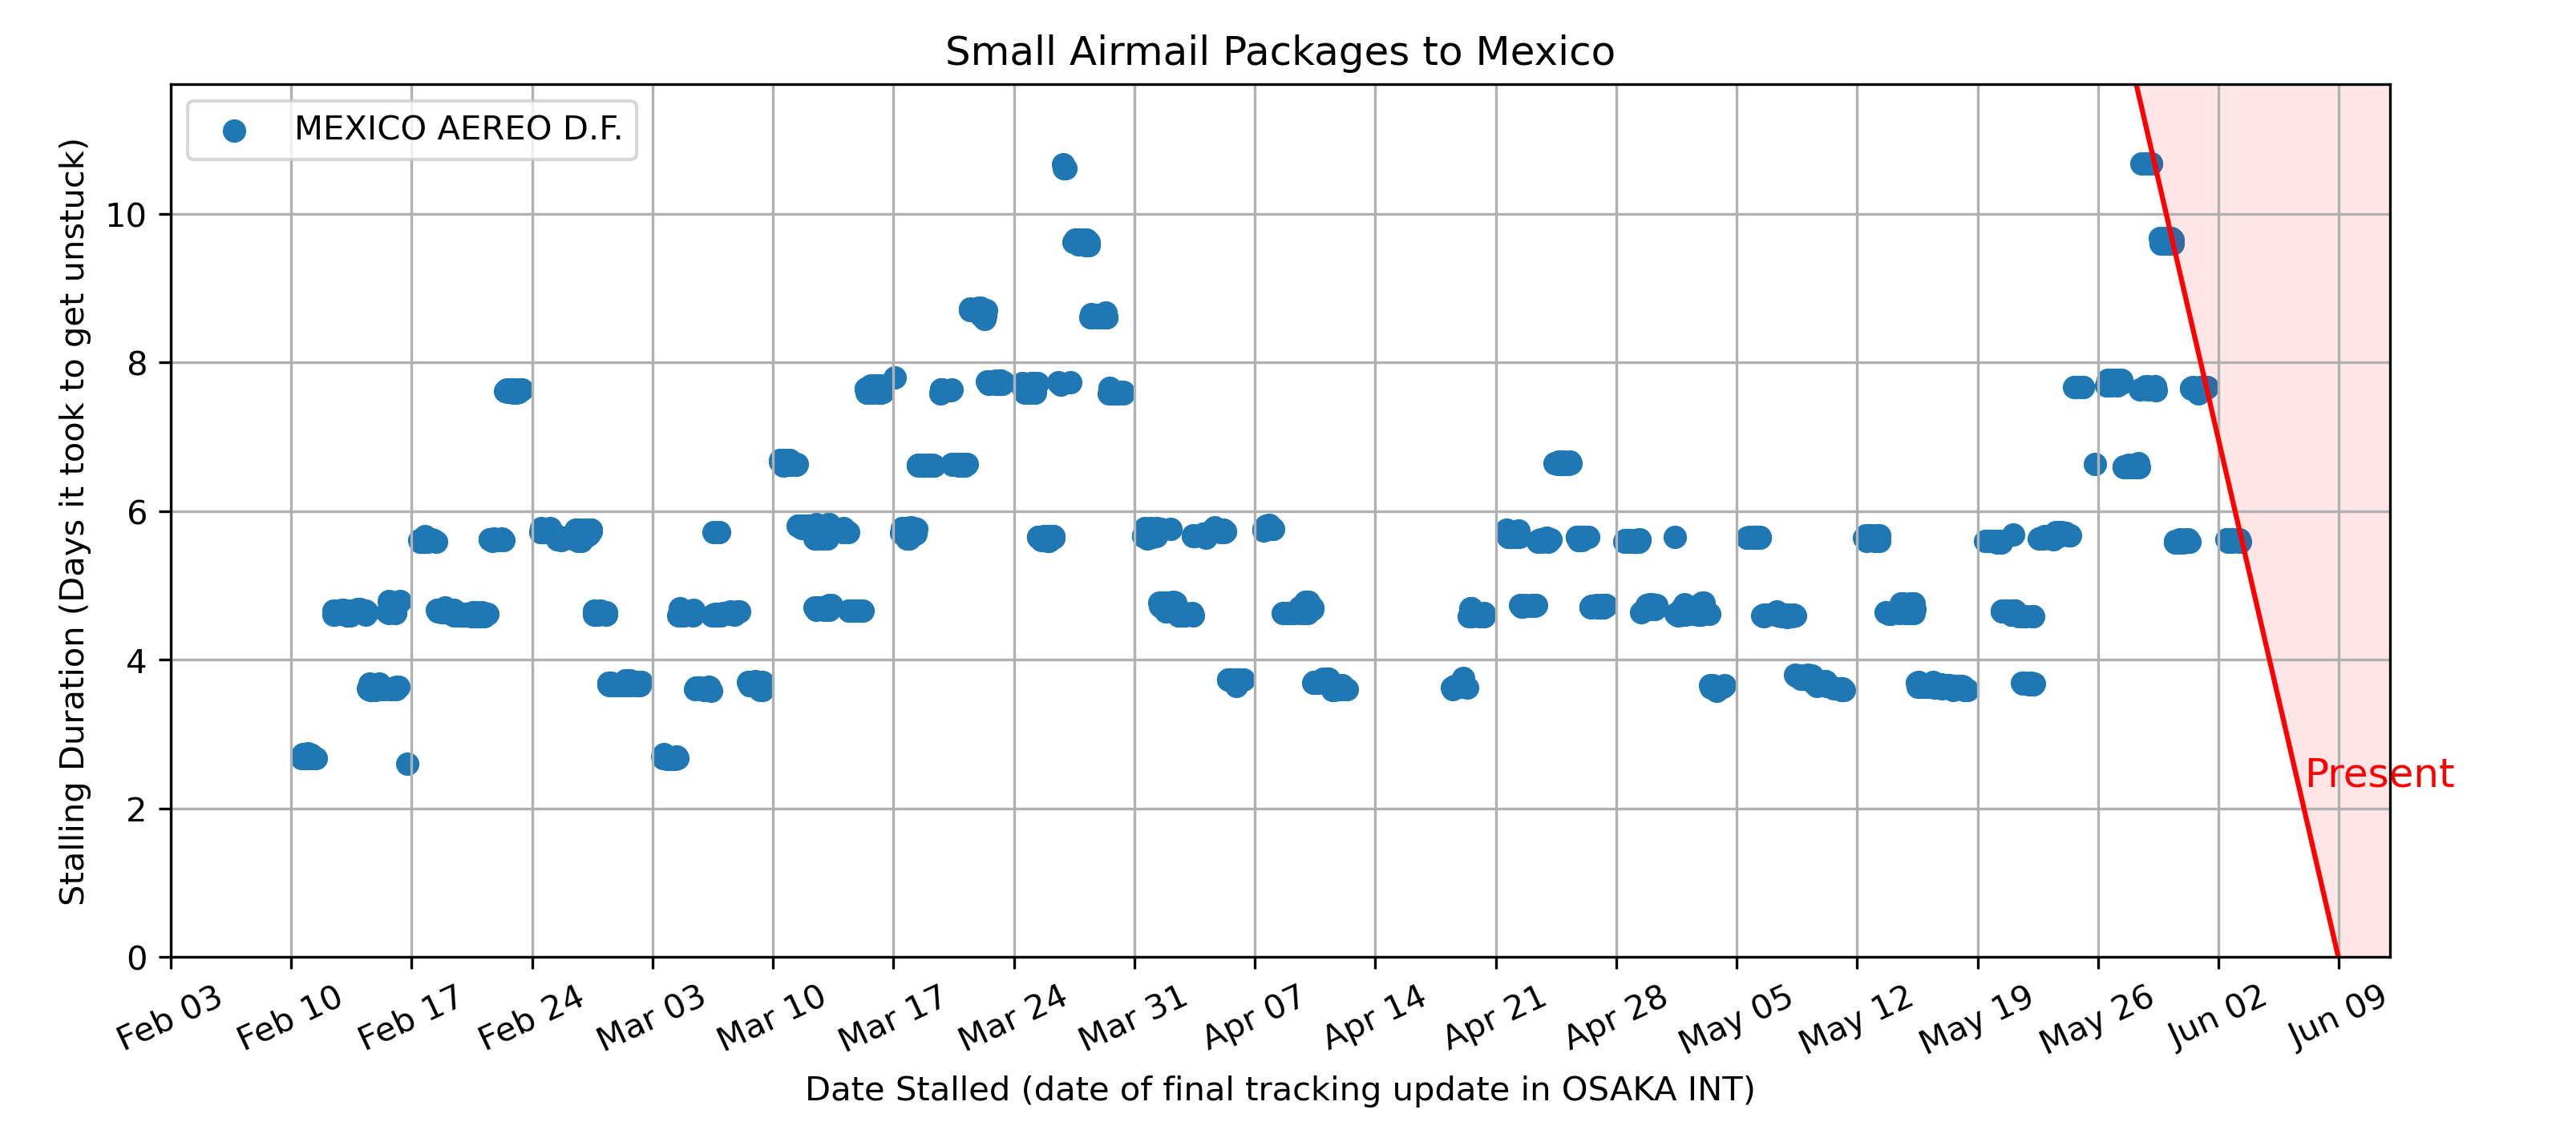 Small Airmail Packages to Mexico
MEXICO AEREO D.F.
Stalling Duration (Days it took to get unstuck)
10
8
6
4
2
0
Present
Feb 03
Feb 10
Feb 17
Feb 24
Mar 03
Mar 10
Mar 17
Mar 24
Mar 31
Apr 07
Apr 14
Apr 21
Apr 28
May 05
May 12
May 19
May 26
Jun 02
Jun 09
Date Stalled (date of final tracking update in OSAKA INT)